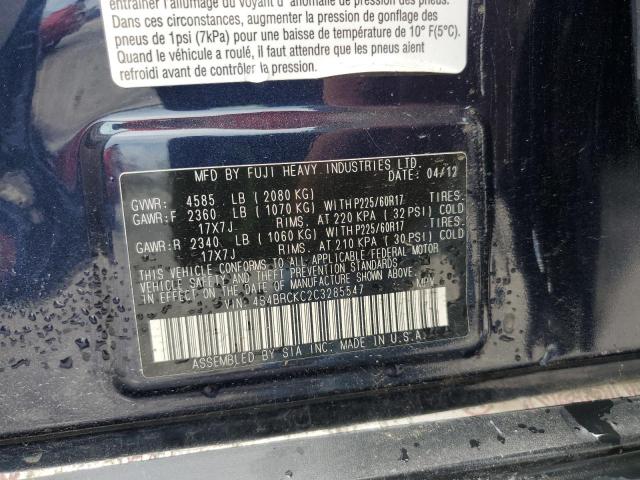 entraîner l'allumage du voyant d' anomalie de pression des pneus.
Dans ces circonstances, augmenter la pression de gonflage des
pneus de 1psi (7kPa) pour une baisse de température de 10° F(5°C).
Quand le véhicule a roulé, il faut attendre que les pneus aient
refroidi avant de contrôler la pression.
MFD BY FUJI HEAVY INDUSTRIES LTD. 04/12
GVWR: 4585 LB ( 2080 KG)
GAWR:F 2360 LB ( 1070 KG) WITH P225/60R17 TIRES.
17X7J RIMS. AT 220 KPA ( 32 PSI) COLD
GAWR:R 2340 LB ( 1060 KG) WITH P225/60R17 TIRES.
17X7J RIMS. AT 210 KPA ( 30 PSI) COLD
THIS VEHICLE CONFORMS TO ALL APPLICABLE FEDERAL MOTOR
VEHICLE SAFETY AND THEFT PREVENTION STANDARDS
IN EFFECT ON THE DATE OF MANUFACTURE SHOWN ABOVE.
VIN: 4S4BRCKC2C3285547 MPV
ASSEMBLED BY SIA INC. MADE IN U.S.A.